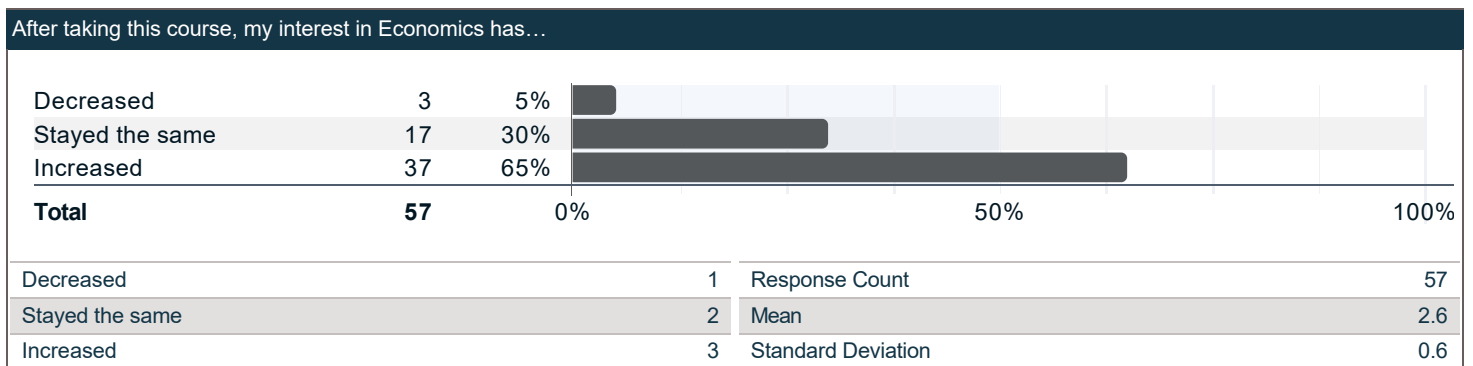 After taking this course, my interest in Economics has…
Decreased 3 5%
Stayed the same 17 30%
Increased 37 65%
Total 57 0% 50% 100%
Decreased 1 Response Count 57
Stayed the same 2 Mean 2.6
Increased 3 Standard Deviation 0.6